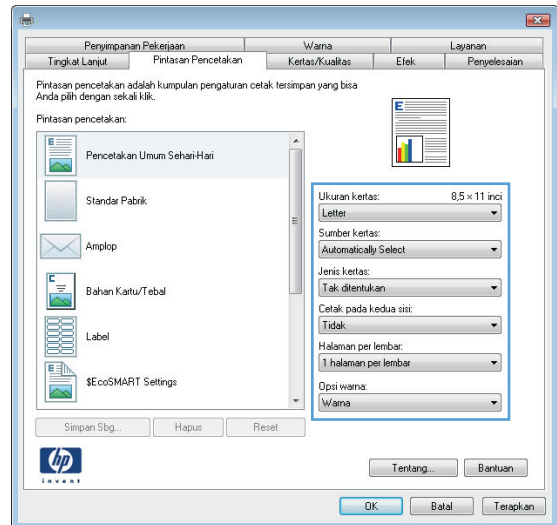 Penyimpanan Pekerjaan Warna Layanan
Tingkat Lanjut Pintasan Pencetakan Kertas/Kualitas Efek Penyelesaian
Pintasan pencetakan adalah kumpulan pengaturan cetak tersimpan yang bisa
Anda pilih dengan sekali klik.
Pintasan pencetakan:
Pencetakan Umum Sehari-Hari
Standar Pabrik
Amplop
Bahan Kartu/Tebal
Label
$EcoSMART Settings
Simpan Sbg... Hapus Reset
E
Ukuran kertas: 8,5 × 11 inci
Letter
Sumber kertas:
Automatically Select
Jenis kertas:
Tak ditentukan
Cetak pada kedua sisi:
Tidak
Halaman per lembar:
1 halaman per lembar
Opsi warna:
Warna
hp
invent
Tentang... Bantuan
OK Batal Terapkan